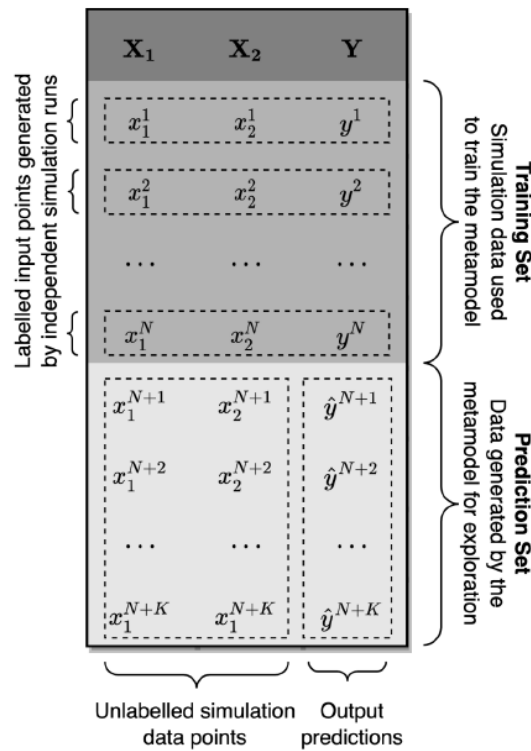 X₁ X₂ Y
x₁¹ x₂¹ y¹
x₁² x₂² y²
... ... ...
x₁ᴺ x₂ᴺ yᴺ
x₁ᴺ⁺¹ x₂ᴺ⁺¹ ŷᴺ⁺¹
x₁ᴺ⁺² x₂ᴺ⁺² ŷᴺ⁺²
... ... ...
x₁ᴺ⁺ᴷ x₁ᴺ⁺ᴷ ŷᴺ⁺ᴷ
Labelled input points generated
by independent simulation runs
Training Set
Simulation data used
to train the metamodel
Prediction Set
Data generated by the
metamodel for exploration
Unlabelled simulation
data points
Output
predictions